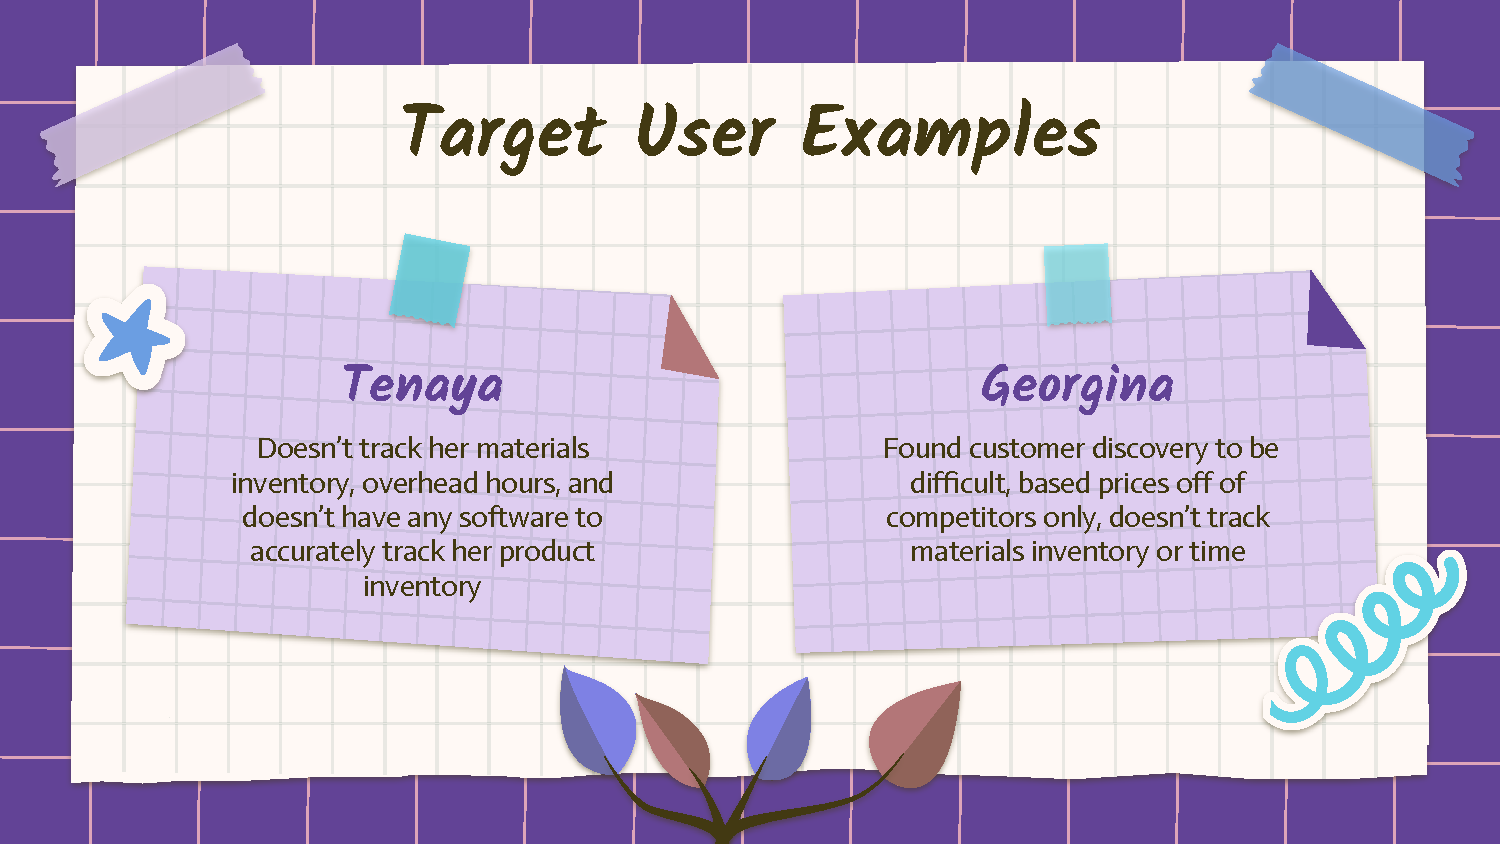 Target User Examples
Tenaya
Doesn't track her materials
inventory, overhead hours, and
doesn't have any software to
accurately track her product
inventory
Georgina
Found customer discovery to be
difficult, based prices off of
competitors only, doesn't track
materials inventory or time